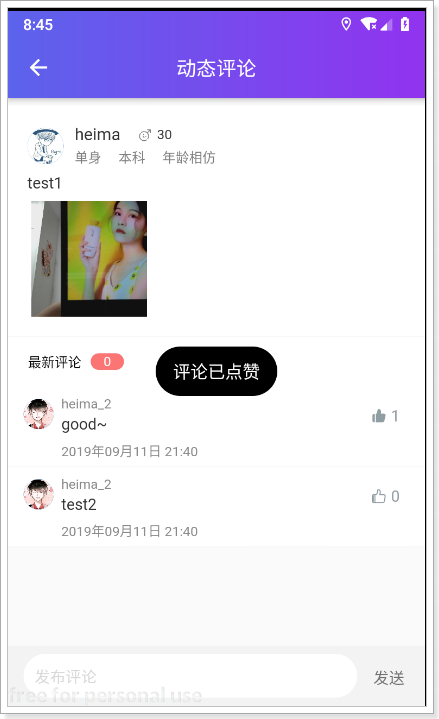 8:45
动态评论
heima 30
单身 本科 年龄相仿
test1
最新评论 0
评论已点赞
heima_2
good~ 1
2019年09月11日 21:40
heima_2
test2 0
2019年09月11日 21:40
发布评论 发送
free for personal use